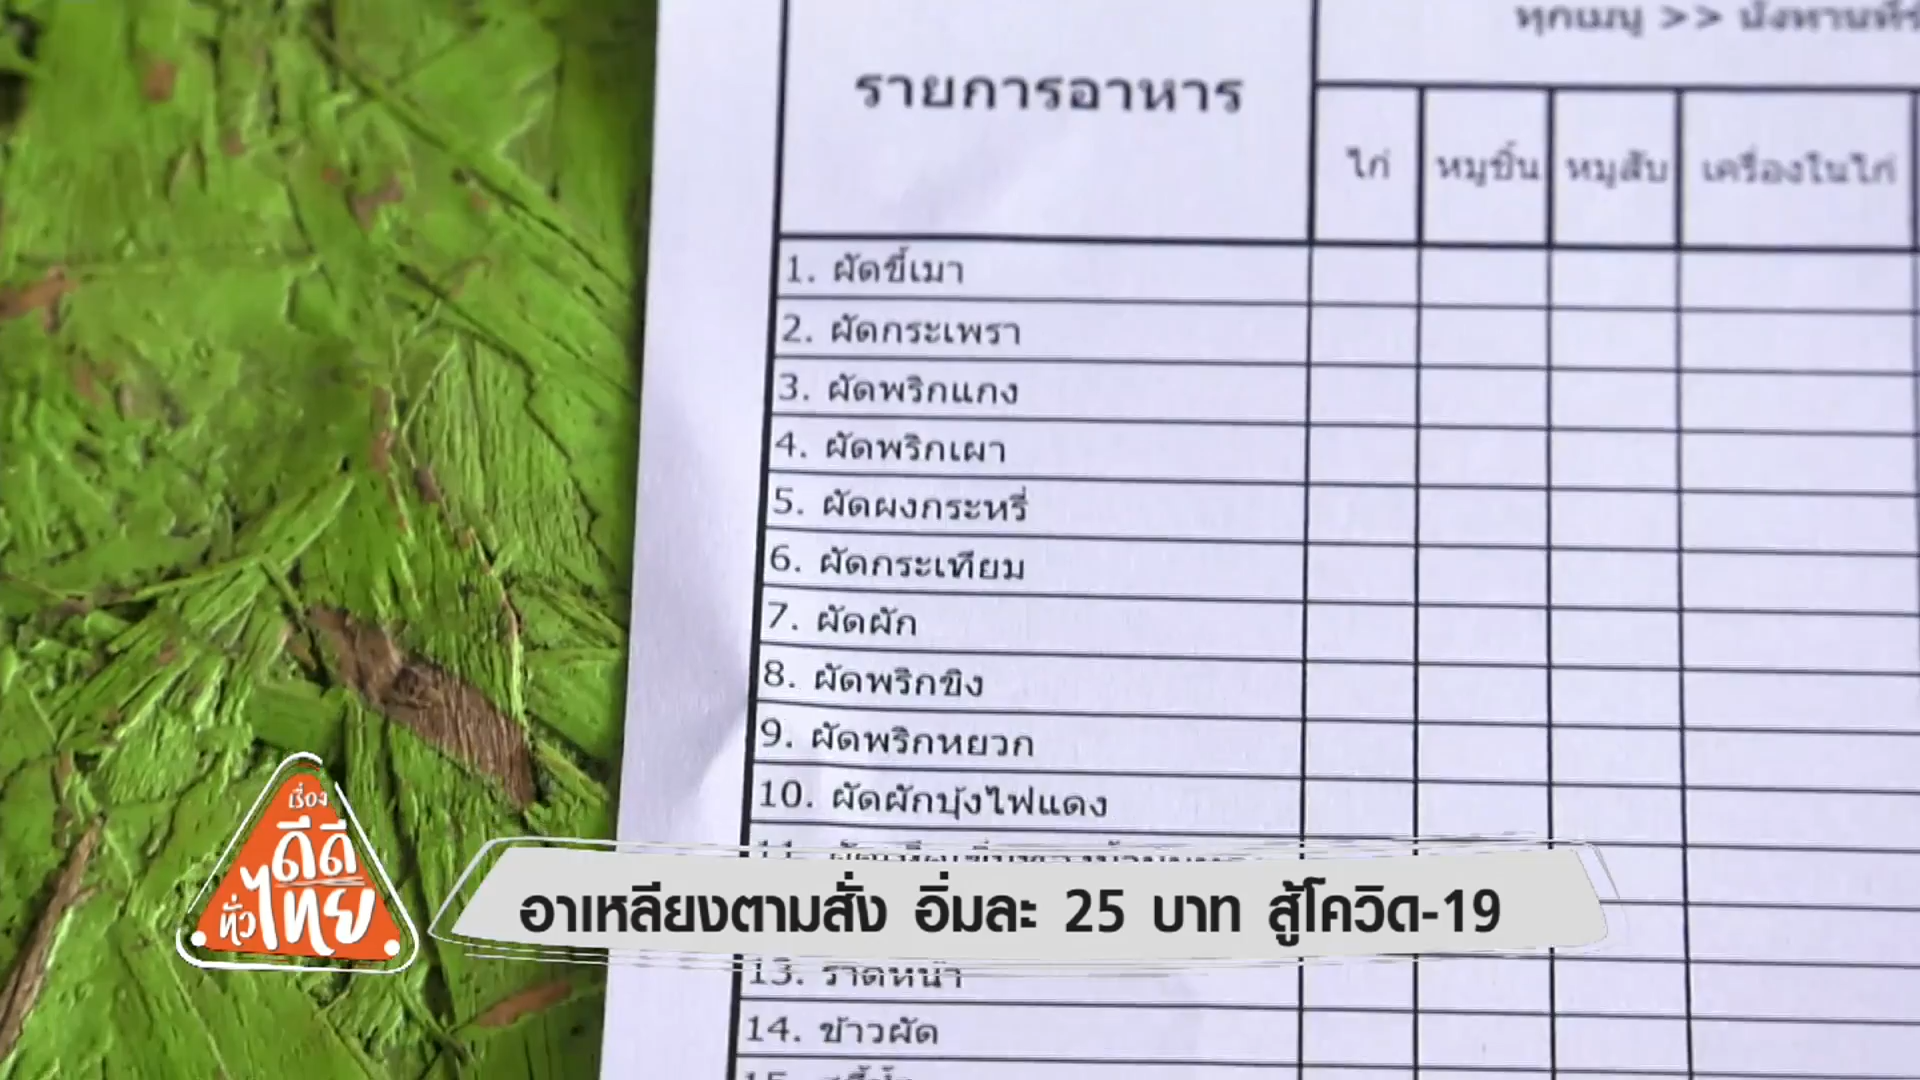 ทุกเมนู >>
รายการอาหาร
ไก่ หมูชิ้น หมูสับ เครื่องในไก่
1. ผัดขี้เมา
2. ผัดกระเพรา
3. ผัดพริกแกง
4. ผัดพริกเผา
5. ผัดผงกระหรี่
6. ผัดกระเทียม
7. ผัดผัก
8. ผัดพริกขิง
9. ผัดพริกหยวก
10. ผัดผักบุ้งไฟแดง
11.
เรื่อง
ดีดี
ทั่วไทย
อาเหลียงตามสั่ง อิ่มละ 25 บาท สู้โควิด-19
13. ราดหน้า
14. ข้าวผัด
15.